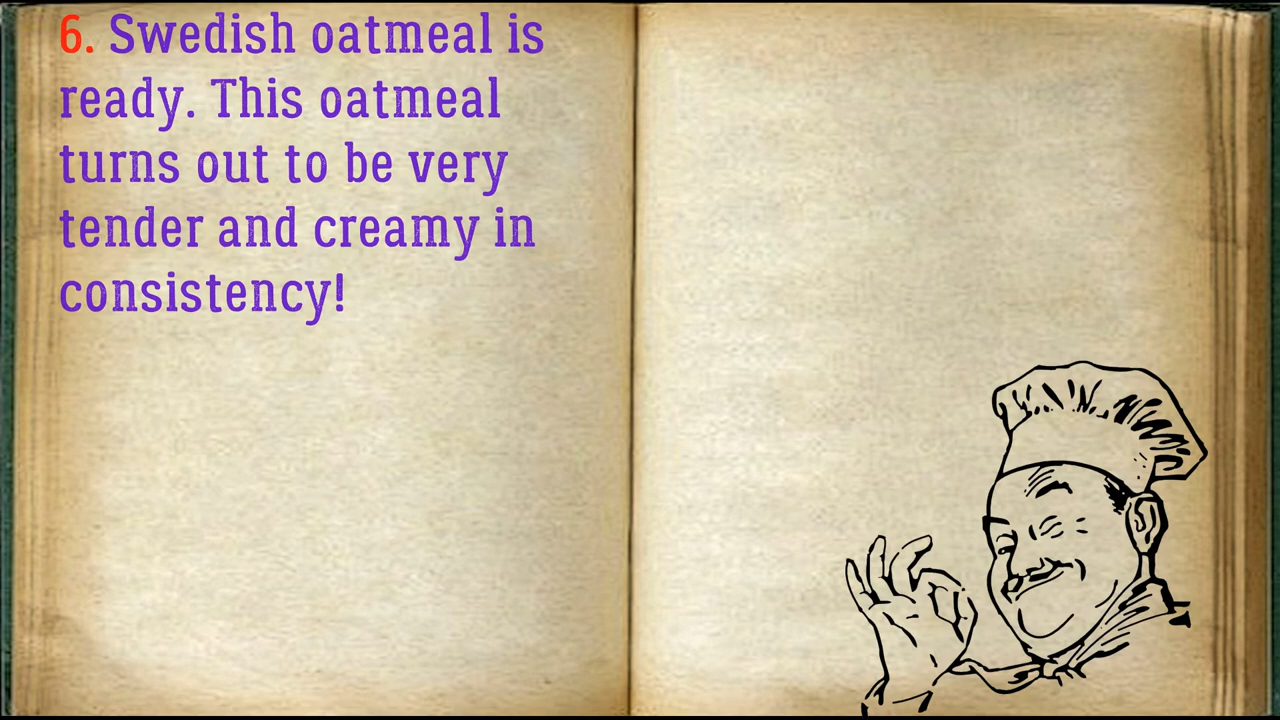 6. Swedish oatmeal is
ready. This oatmeal
turns out to be very
tender and creamy in
consistency!